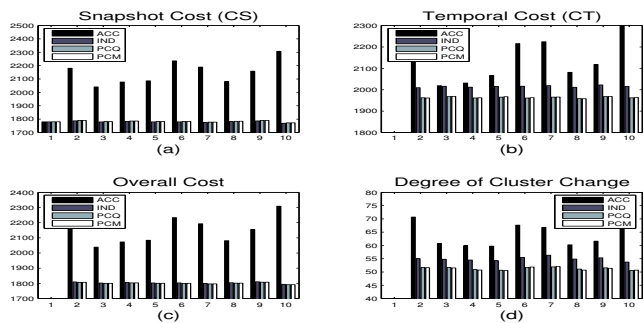 Snapshot Cost (CS)
2400
2300
2200
2100
2000
1900
1800
1700
ACC
IND
PCQ
PCM
1 2 3 4 5 6 7 8 9 10
(a)
Temporal Cost (CT)
2300
2200
2100
2000
1900
1800
ACC
IND
PCQ
PCM
1 2 3 4 5 6 7 8 9 10
(b)
Overall Cost
2400
2300
2200
2100
2000
1900
1800
1700
ACC
IND
PCQ
PCM
1 2 3 4 5 6 7 8 9 10
(c)
Degree of Cluster Change
80
75
70
65
60
55
50
45
40
ACC
IND
PCQ
PCM
1 2 3 4 5 6 7 8 9 10
(d)